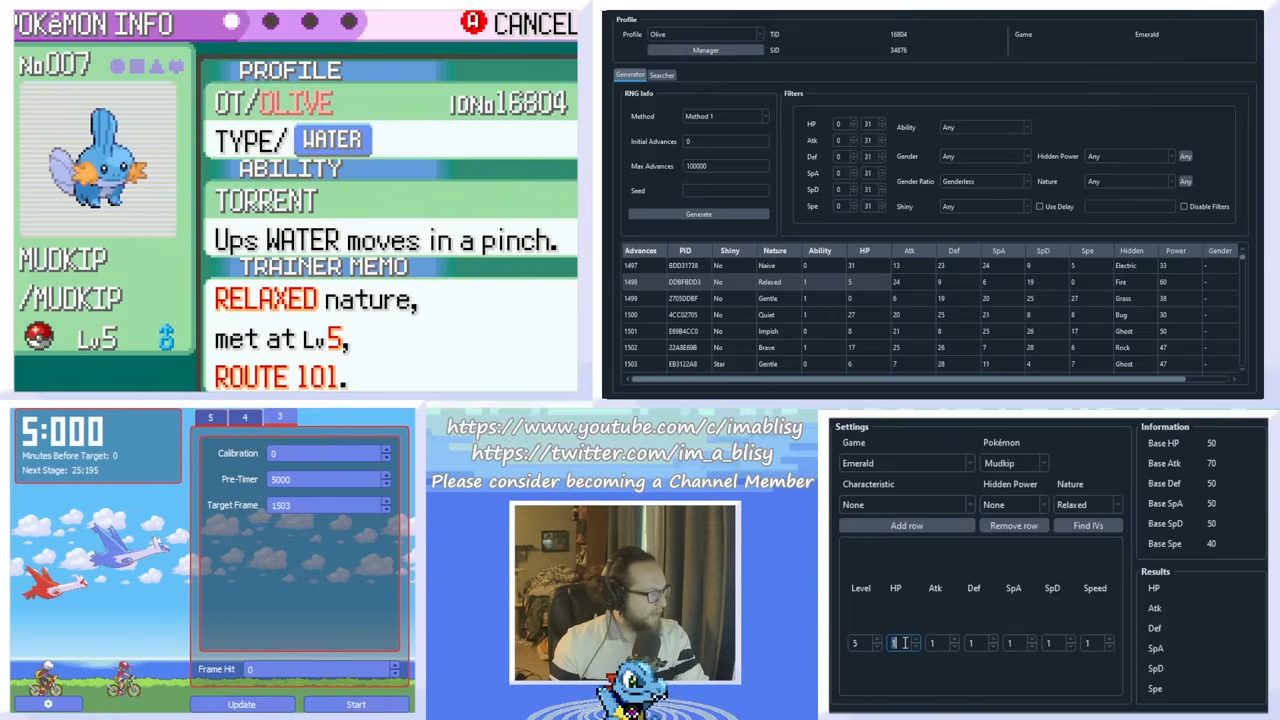 POKéMON INFO
CANCEL
No007
MUDKIP
/MUDKIP
Lv5
PROFILE
OT/OLIVE IDNo16804
TYPE/ WATER
ABILITY
TORRENT
Ups WATER moves in a pinch.
TRAINER MEMO
RELAXED nature,
met at Lv5,
ROUTE 101.
Profile
Profile Olive TID 16804 Game Emerald
Manager SID 34876
Generator Searcher
RNG Info
Method Method 1
Initial Advances 0
Max Advances 100000
Seed
Generate
Filters
HP 0 31
Atk 0 31
Def 0 31
SpA 0 31
SpD 0 31
Spe 0 31
Ability Any
Gender Any Hidden Power Any Any
Gender Ratio Genderless Nature Any Any
Shiny Any Use Delay Disable Filters
Advances PID Shiny Nature Ability HP Atk Def SpA SpD Spe Hidden Power Gender
1497 BDD31738 No Naive 0 31 13 23 24 9 5 Electric 33 -
1498 DDBFBDD3 No Relaxed 1 5 24 9 6 19 0 Fire 60 -
1499 2705DDBF No Gentle 1 0 6 19 20 25 27 Grass 38 -
1500 4CC02705 No Quiet 1 27 20 25 21 8 8 Bug 30 -
1501 E69B4CC0 No Impish 0 8 21 8 25 26 17 Ghost 50 -
1502 22A8E69B No Brave 1 17 25 26 7 28 6 Rock 47 -
1503 EB3122A8 Star Gentle 0 6 7 28 11 4 7 Ghost 47 -
5:000
Minutes Before Target: 0
Next Stage: 25:195
5 4 3
Calibration 0
Pre-Timer 5000
Target Frame 1503
Frame Hit 0
Update Start
https://www.youtube.com/c/imablisy
https://twitter.com/im_a_blisy
Please consider becoming a Channel Member
Settings
Game Pokémon
Emerald Mudkip
Characteristic Hidden Power Nature
None None Relaxed
Add row Remove row Find IVs
Level HP Atk Def SpA SpD Speed
5 1 1 1 1 1 1
Information
Base HP 50
Base Atk 70
Base Def 50
Base SpA 50
Base SpD 50
Base Spe 40
Results
HP
Atk
Def
SpA
SpD
Spe